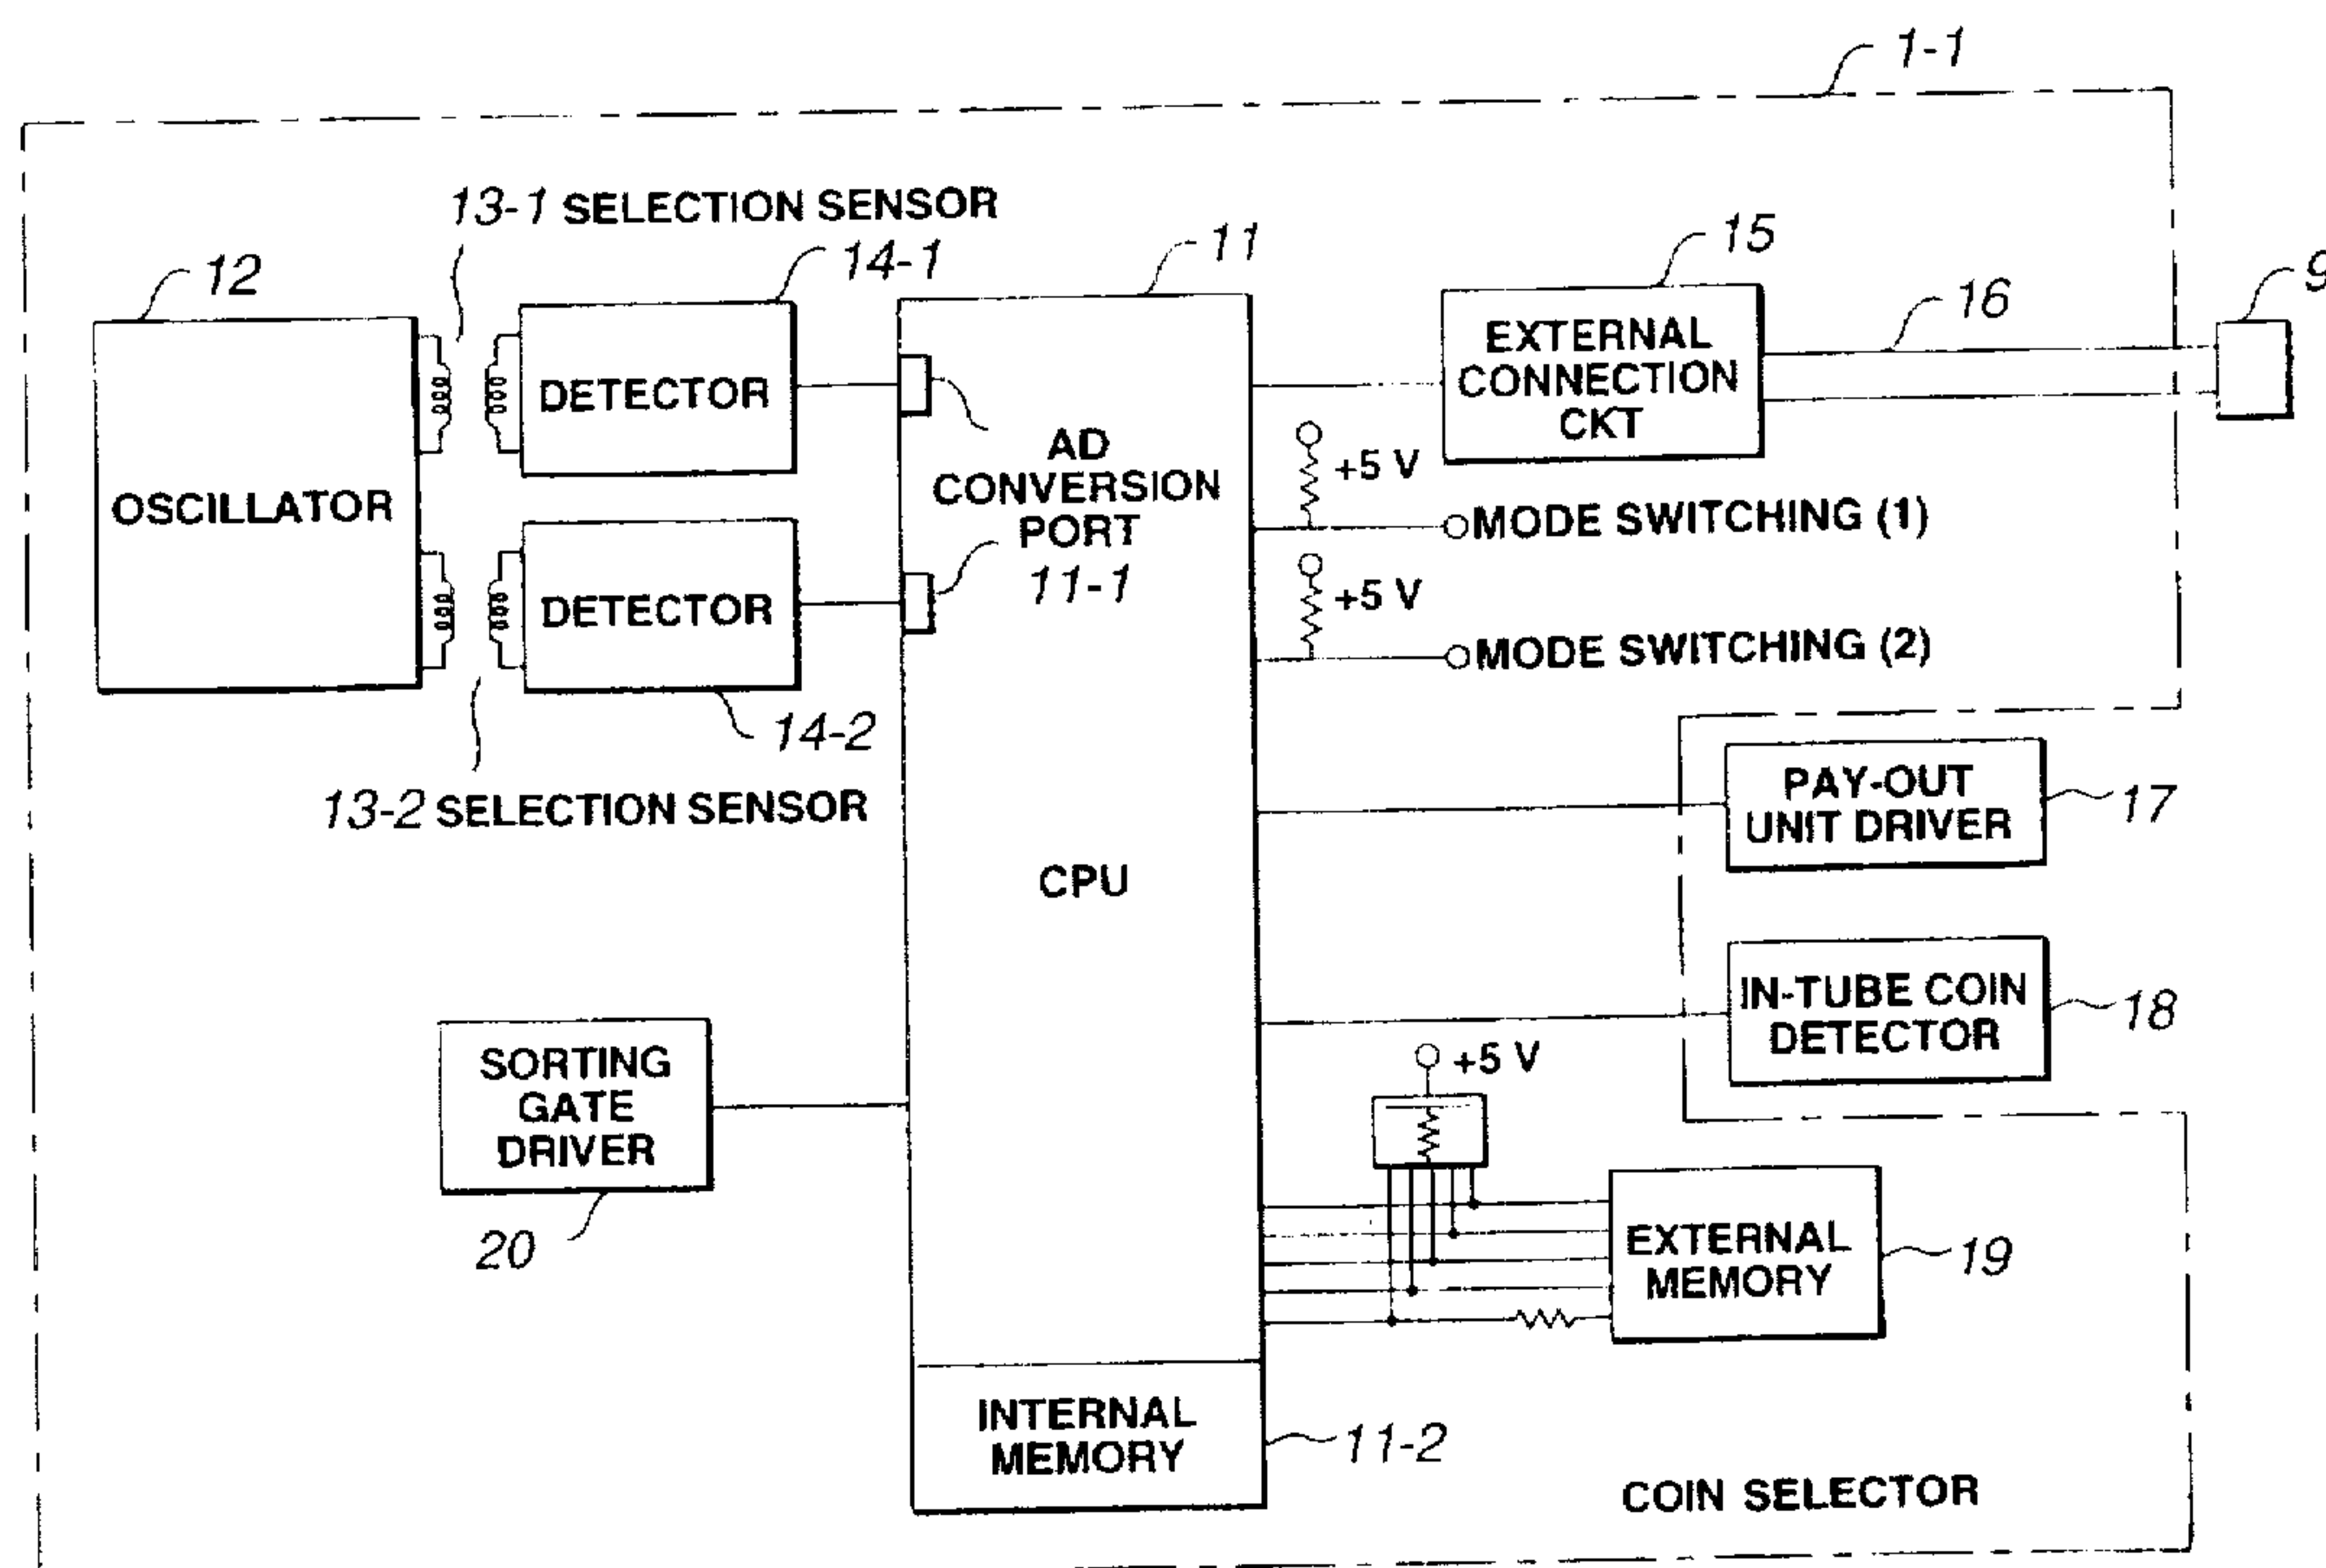 1-1
13-1 SELECTION SENSOR
12
14-1
11
15
16
9
OSCILLATOR
DETECTOR
AD
CONVERSION
PORT
11-1
EXTERNAL
CONNECTION
CKT
+5 V
MODE SWITCHING (1)
+5 V
MODE SWITCHING (2)
DETECTOR
14-2
13-2 SELECTION SENSOR
PAY-OUT
UNIT DRIVER
17
CPU
IN-TUBE COIN
DETECTOR
18
SORTING
GATE
DRIVER
20
+5 V
EXTERNAL
MEMORY
19
INTERNAL
MEMORY
11-2
COIN SELECTOR